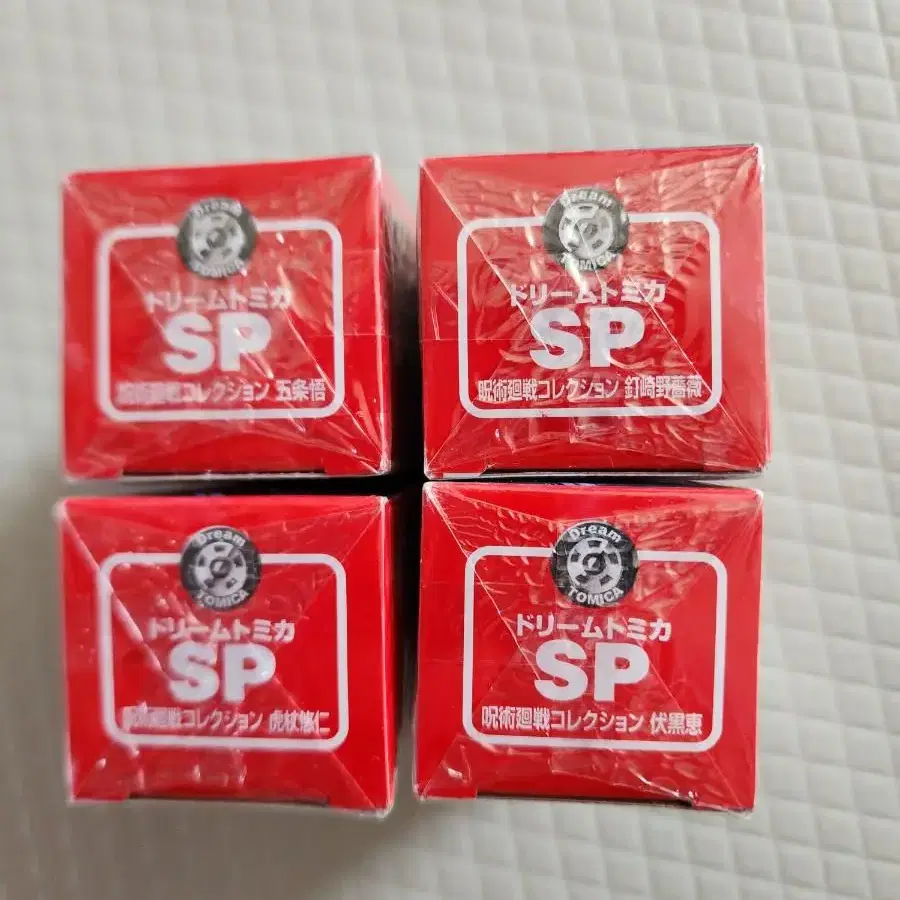 Dream
TOMICA
ドリームトミカ
SP
呪術廻戦コレクション 五条悟
Dream
TOMICA
ドリームトミカ
SP
呪術廻戦コレクション 釘崎野薔薇
Dream
TOMICA
ドリームトミカ
SP
呪術廻戦コレクション 虎杖悠仁
Dream
TOMICA
ドリームトミカ
SP
呪術廻戦コレクション 伏黒恵